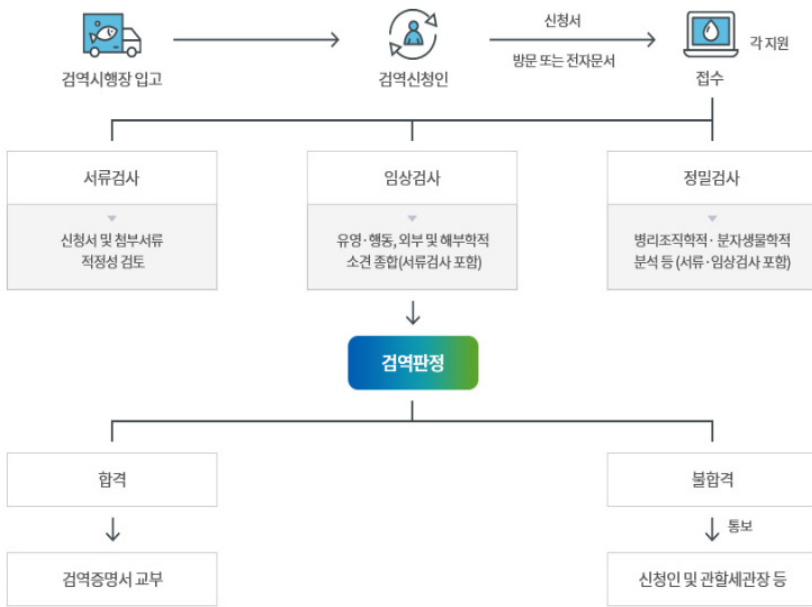 신청서
각 지원
방문 또는 전자문서
검역시행장 입고
검역신청인
접수
서류검사
임상검사
정밀검사
신청서 및 첨부서류
적정성 검토
유영·행동, 외부 및 해부학적
소견 종합(서류검사 포함)
병리조직학적·분자생물학적
분석 등 (서류·임상검사 포함)
검역판정
합격
불합격
통보
검역증명서 교부
신청인 및 관할세관장 등